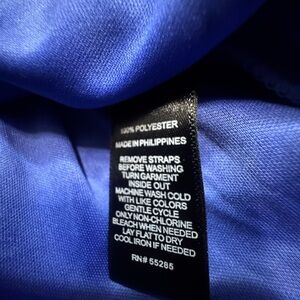 100% POLYESTER
MADE IN PHILIPPINES
REMOVE STRAPS
BEFORE WASHING
TURN GARMENT
INSIDE OUT
MACHINE WASH COLD
WITH LIKE COLORS
GENTLE CYCLE
ONLY NON-CHLORINE
BLEACH WHEN NEEDED
LAY FLAT TO DRY
COOL IRON IF NEEDED
RN# 55285